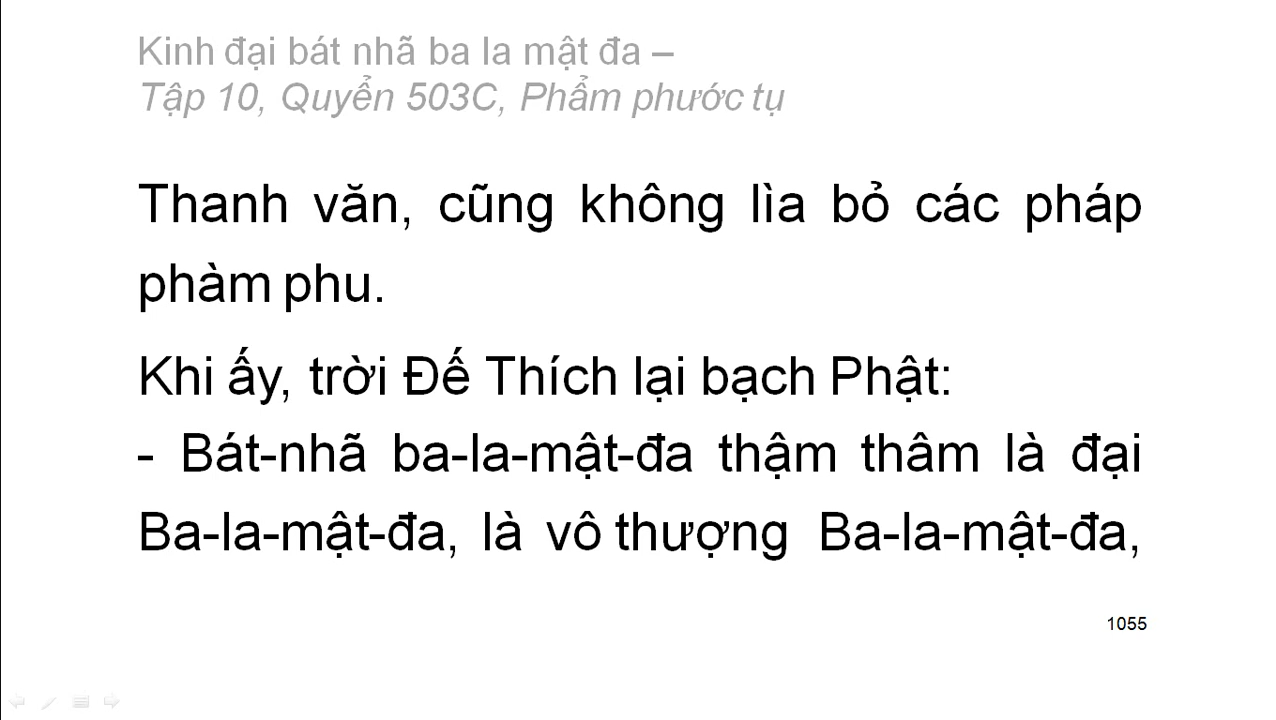 Kinh đại bát nhã ba la mật đa –
Tập 10, Quyển 503C, Phẩm phước tụ
Thanh văn, cũng không lìa bỏ các pháp
phàm phu.
Khi ấy, trời Đế Thích lại bạch Phật:
- Bát-nhã ba-la-mật-đa thậm thâm là đại
Ba-la-mật-đa, là vô thượng Ba-la-mật-đa,
1055